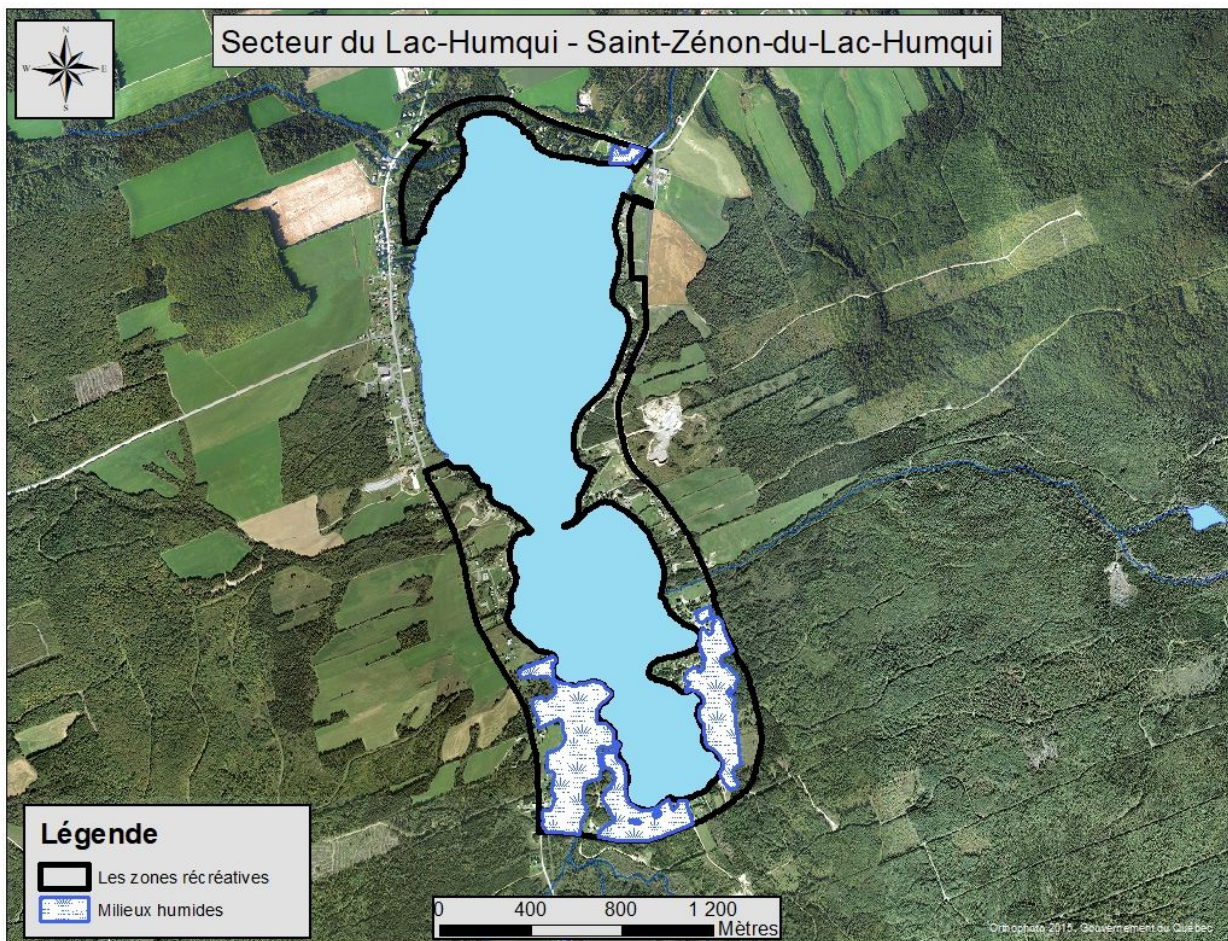 Secteur du Lac-Humqui - Saint-Zénon-du-Lac-Humqui
N
W E
S
Légende
Les zones récréatives
Milieux humides
0 400 800 1 200
Mètres
Orthophoto 2015, Gouvernement du Québec